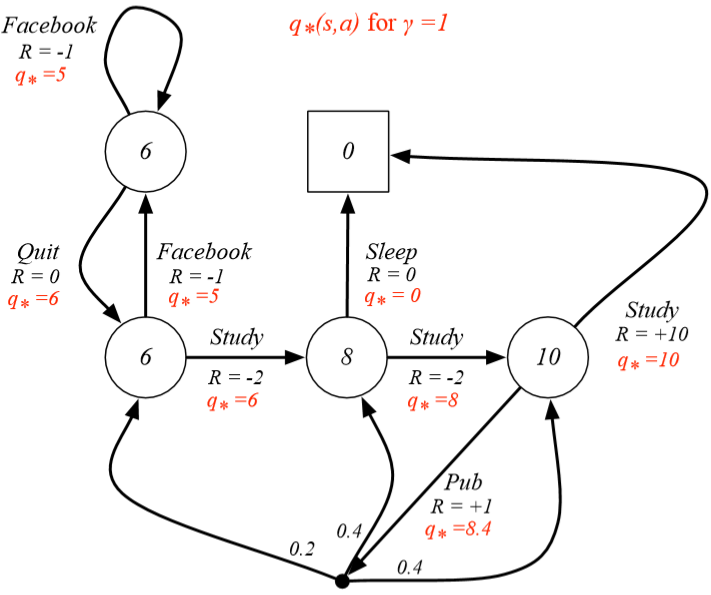 q*(s,a) for γ =1
Facebook
R = -1
q* =5
6
0
Quit
R = 0
q* =6
Facebook
R = -1
q* =5
Sleep
R = 0
q* = 0
Study
R = +10
q* =10
6
Study
R = -2
q* =6
8
Study
R = -2
q* =8
10
Pub
R = +1
q* =8.4
0.2
0.4
0.4